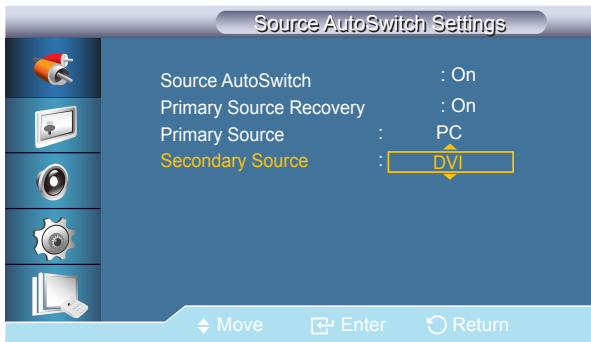 Source AutoSwitch Settings
Source AutoSwitch : On
Primary Source Recovery : On
Primary Source : PC
Secondary Source : DVI
Move Enter Return